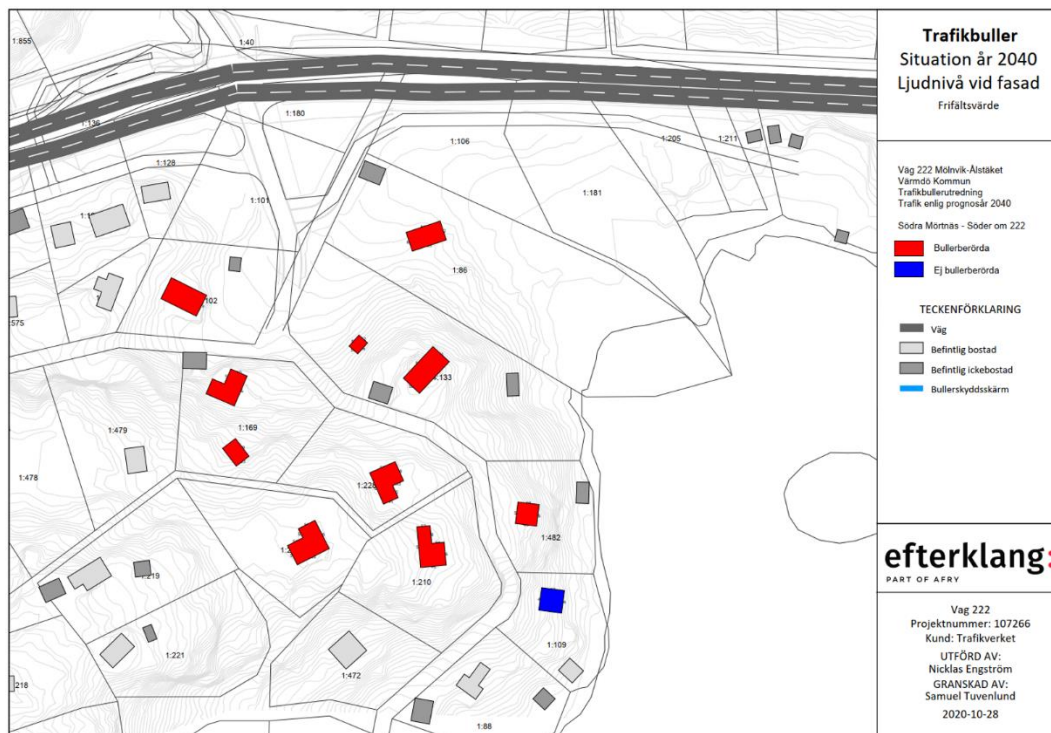 Trafikbuller
Situation år 2040
Ljudnivå vid fasad
Frifältsvärde
Väg 222 Mölnvik-Ålstäket
Värmdö Kommun
Trafikbullerutredning
Trafik enligt prognosår 2040
Södra Mörtnäs - Söder om 222
Bullerberörda
Ej bullerberörda
TECKENFÖRKLARING
Väg
Befintlig bostad
Befintlig ickebostad
Bullerskyddsskärm
efterklang:
PART OF AFRY
Vag 222
Projektnummer: 107266
Kund: Trafikverket
UTFÖRD AV:
Nicklas Engström
GRANSKAD AV:
Samuel Tuvenlund
2020-10-28
1:855
1:40
1:180
1:136
1:106
1:205
1:211
1:128
1:101
1:181
1:86
102
:575
:133
1:169
1:479
1:478
1:482
1:210
1:219
1:221
1:109
1:472
218
1:88